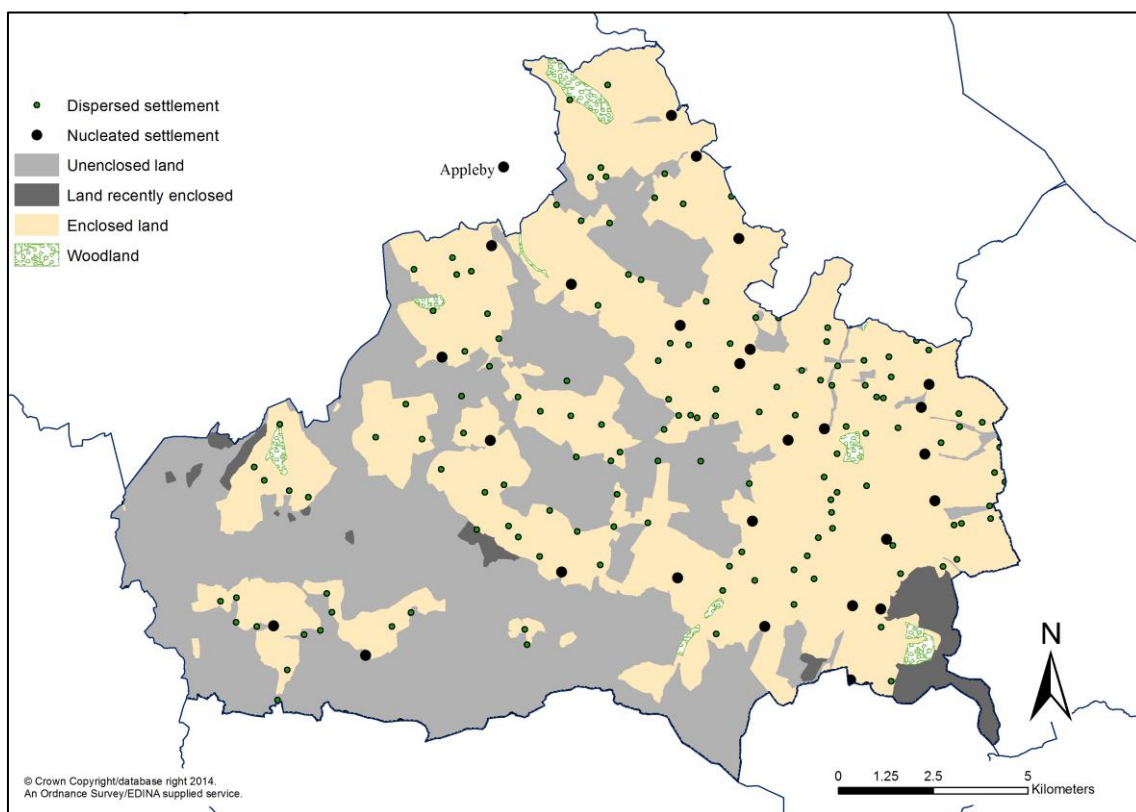 Dispersed settlement
Nucleated settlement
Unenclosed land
Land recently enclosed
Enclosed land
Woodland
Appleby
N
0 1.25 2.5 5
Kilometers
© Crown Copyright/database right 2014.
An Ordnance Survey/EDINA supplied service.